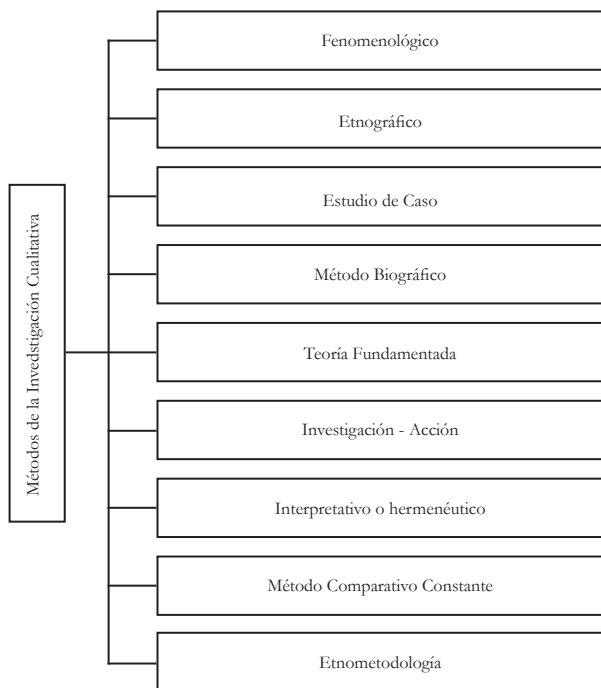 Métodos de la Invedstigación Cualitativa
Fenomenológico
Etnográfico
Estudio de Caso
Método Biográfico
Teoría Fundamentada
Investigación - Acción
Interpretativo o hermenéutico
Método Comparativo Constante
Etnometodología